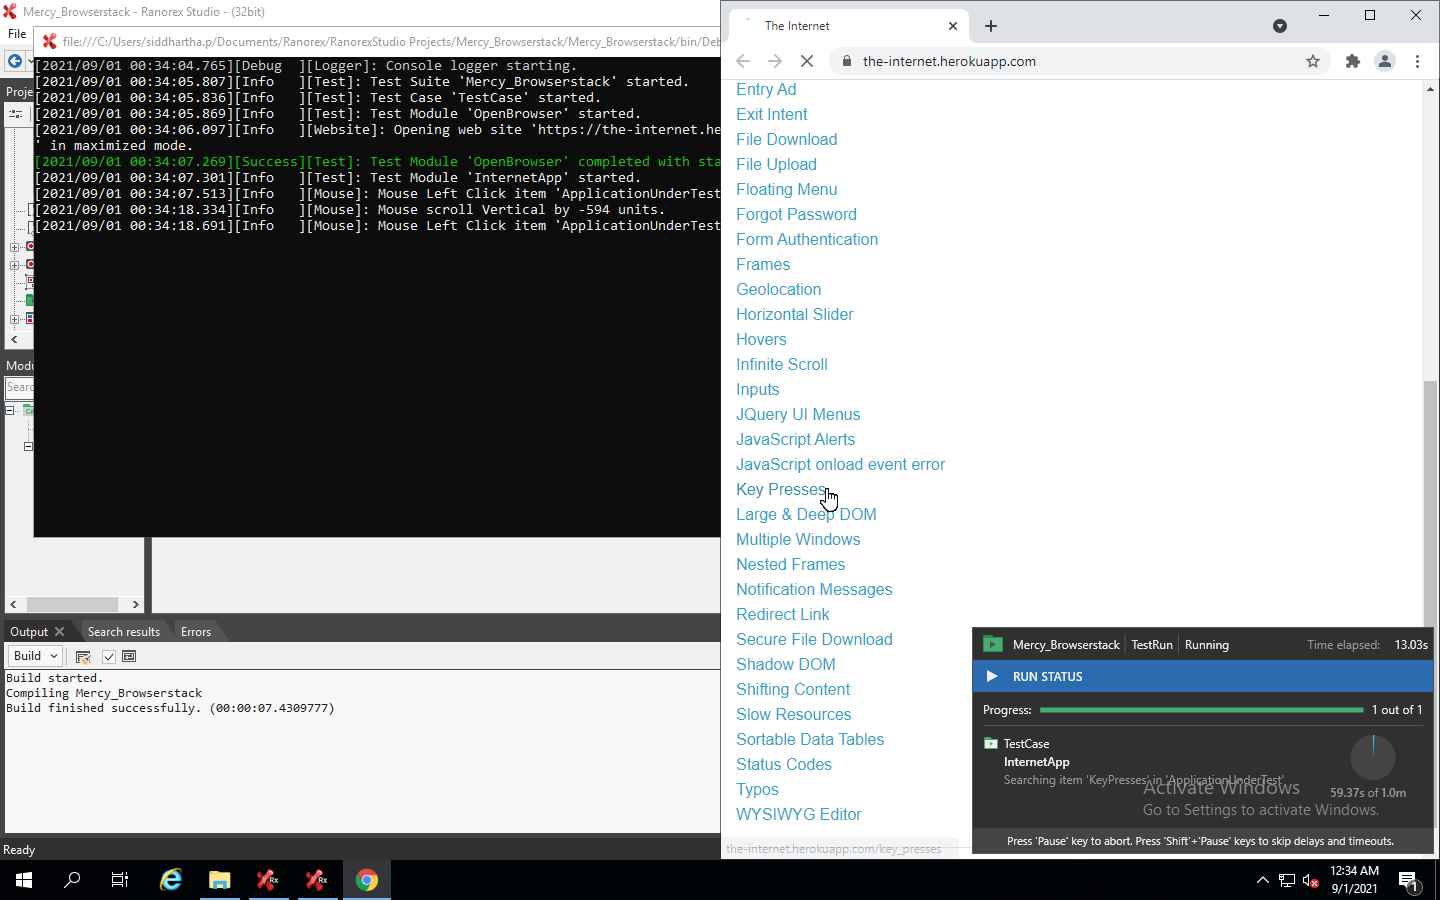 Mercy_Browserstack - Ranorex Studio - (32bit)
File
file:///C:/Users/siddhartha.p/Documents/Ranorex/RanorexStudio Projects/Mercy_Browserstack/Mercy_Browserstack/bin/Deb
[2021/09/01 00:34:04.765][Debug  ][Logger]: Console logger starting.
[2021/09/01 00:34:05.807][Info   ][Test]: Test Suite 'Mercy_Browserstack' started.
[2021/09/01 00:34:05.836][Info   ][Test]: Test Case 'TestCase' started.
[2021/09/01 00:34:05.869][Info   ][Test]: Test Module 'OpenBrowser' started.
[2021/09/01 00:34:06.097][Info   ][Website]: Opening web site 'https://the-internet.he
' in maximized mode.
[2021/09/01 00:34:07.269][Success][Test]: Test Module 'OpenBrowser' completed with sta
[2021/09/01 00:34:07.301][Info   ][Test]: Test Module 'InternetApp' started.
[2021/09/01 00:34:07.513][Info   ][Mouse]: Mouse Left Click item 'ApplicationUnderTest
[2021/09/01 00:34:18.334][Info   ][Mouse]: Mouse scroll Vertical by -594 units.
[2021/09/01 00:34:18.691][Info   ][Mouse]: Mouse Left Click item 'ApplicationUnderTest
Proje
Modu
Searc
Output
Search results
Errors
Build
Build started.
Compiling Mercy_Browserstack
Build finished successfully. (00:00:07.4309777)
Ready
The Internet
the-internet.herokuapp.com
Entry Ad
Exit Intent
File Download
File Upload
Floating Menu
Forgot Password
Form Authentication
Frames
Geolocation
Horizontal Slider
Hovers
Infinite Scroll
Inputs
JQuery UI Menus
JavaScript Alerts
JavaScript onload event error
Key Presses
Large & Deep DOM
Multiple Windows
Nested Frames
Notification Messages
Redirect Link
Secure File Download
Shadow DOM
Shifting Content
Slow Resources
Sortable Data Tables
Status Codes
Typos
WYSIWYG Editor
the-internet.herokuapp.com/key_presses
Mercy_Browserstack TestRun Running Time elapsed: 13.03s
RUN STATUS
Progress: 1 out of 1
TestCase
InternetApp
Searching item 'KeyPresses' in 'ApplicationUnderTest'
59.37s of 1.0m
Activate Windows
Go to Settings to activate Windows.
Press 'Pause' key to abort. Press 'Shift'+'Pause' keys to skip delays and timeouts.
Rx
Rx
12:34 AM
9/1/2021
1